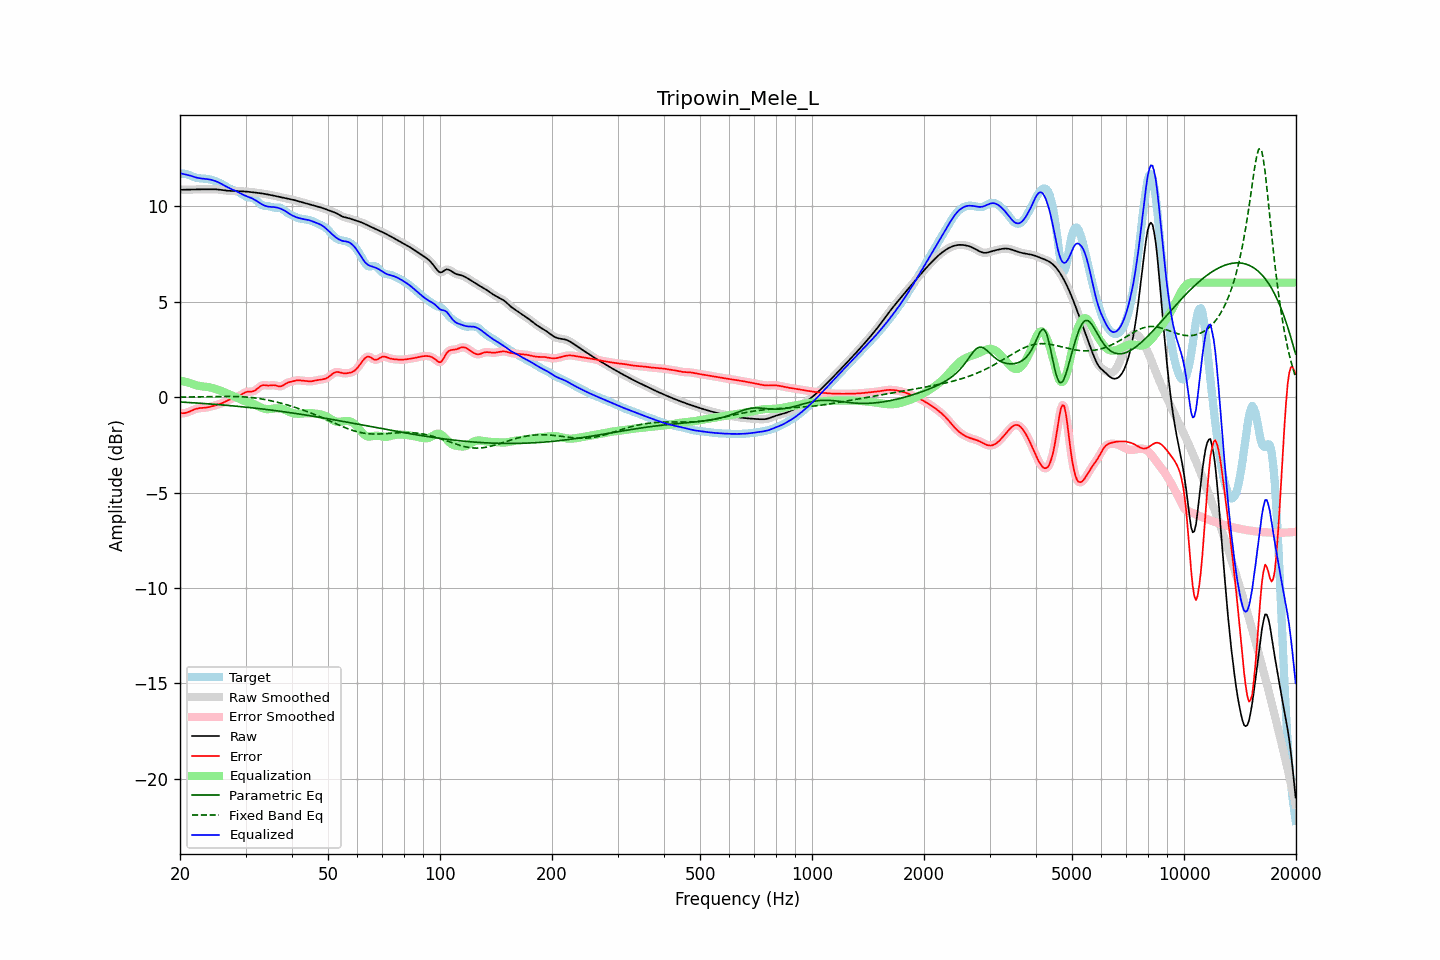 Tripowin_Mele_L
Amplitude (dBr)
10
5
0
−5
−10
−15
−20
Target
Raw Smoothed
Error Smoothed
Raw
Error
Equalization
Parametric Eq
Fixed Band Eq
Equalized
20 50 100 200 500 1000 2000 5000 10000 20000
Frequency (Hz)